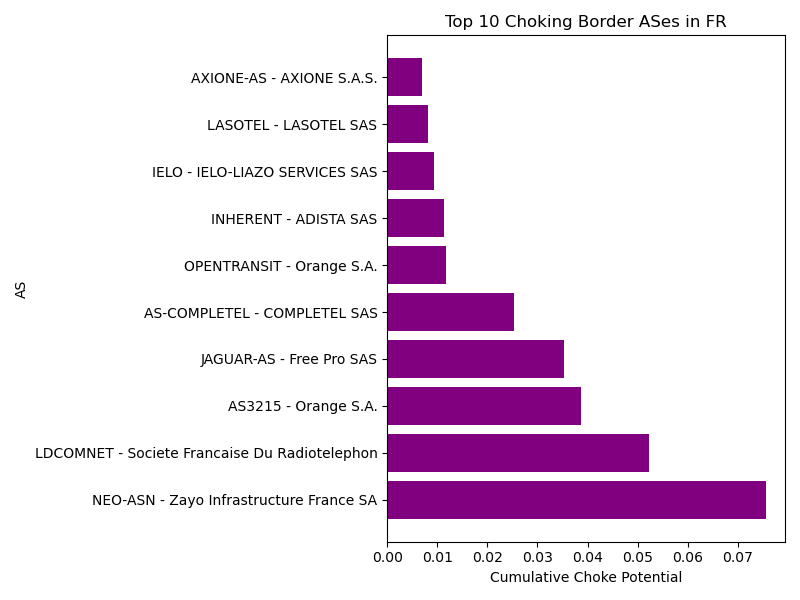 Top 10 Choking Border ASes in FR
AXIONE-AS - AXIONE S.A.S.
LASOTEL - LASOTEL SAS
IELO - IELO-LIAZO SERVICES SAS
INHERENT - ADISTA SAS
OPENTRANSIT - Orange S.A.
AS-COMPLETEL - COMPLETEL SAS
JAGUAR-AS - Free Pro SAS
AS3215 - Orange S.A.
LDCOMNET - Societe Francaise Du Radiotelephon
NEO-ASN - Zayo Infrastructure France SA
AS
0.00 0.01 0.02 0.03 0.04 0.05 0.06 0.07
Cumulative Choke Potential